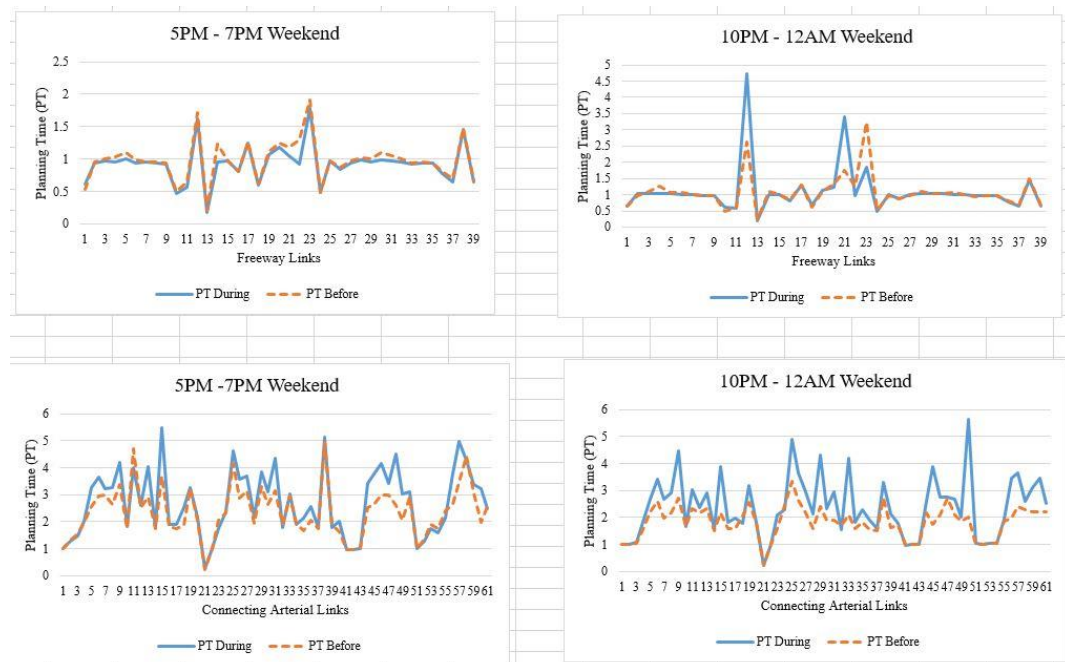 5PM - 7PM Weekend
Planning Time (PT)
2.5
2
1.5
1
0.5
0
1 3 5 7 9 11 13 15 17 19 21 23 25 27 29 31 33 35 37 39
Freeway Links
PT During PT Before
10PM - 12AM Weekend
Planning Time (PT)
5
4.5
4
3.5
3
2.5
2
1.5
1
0.5
0
1 3 5 7 9 11 13 15 17 19 21 23 25 27 29 31 33 35 37 39
Freeway Links
PT During PT Before
5PM -7PM Weekend
Planning Time (PT)
6
5
4
3
2
1
0
1 3 5 7 9 11 13 15 17 19 21 23 25 27 29 31 33 35 37 39 41 43 45 47 49 51 53 55 57 59 61
Connecting Arterial Links
PT During PT Before
10PM - 12AM Weekend
Planning Time (PT)
6
5
4
3
2
1
0
1 3 5 7 9 11 13 15 17 19 21 23 25 27 29 31 33 35 37 39 41 43 45 47 49 51 53 55 57 59 61
Connecting Arterial Links
PT During PT Before